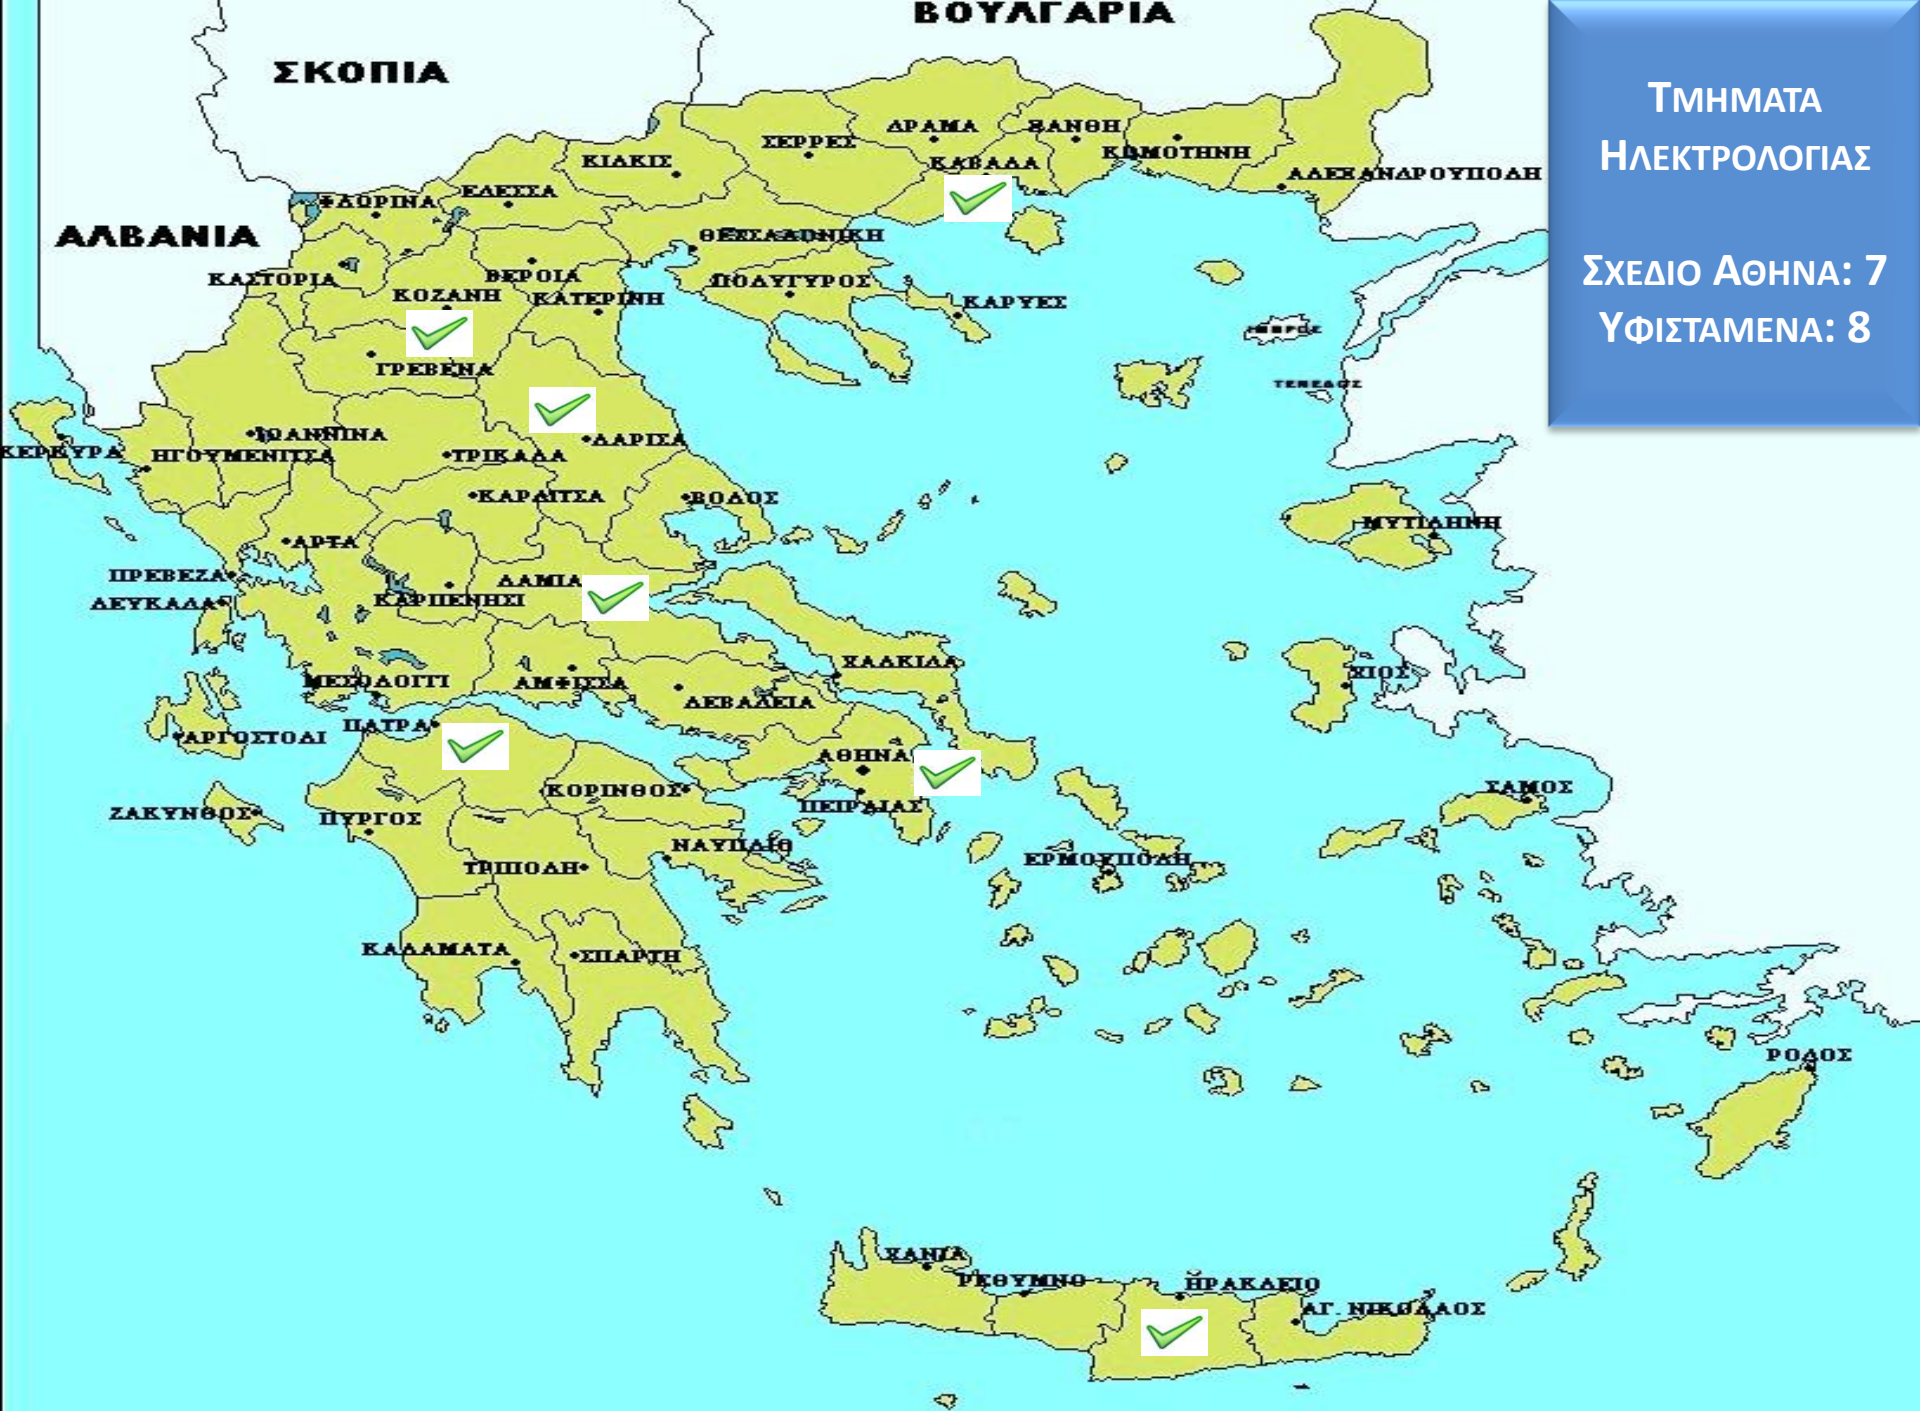 ΒΟΥΛΓΑΡΙΑ
ΣΚΟΠΙΑ
ΑΛΒΑΝΙΑ
ΤΜΗΜΑΤΑ
ΗΛΕΚΤΡΟΛΟΓΙΑΣ
ΣΧΕΔΙΟ ΑΘΗΝΑ: 7
ΥΦΙΣΤΑΜΕΝΑ: 8
ΔΡΑΜΑ
ΞΑΝΘΗ
ΣΕΡΡΕΣ
ΚΟΜΟΤΗΝΗ
ΚΙΛΚΙΣ
ΚΑΒΑΛΑ
ΑΛΕΞΑΝΔΡΟΥΠΟΛΗ
ΕΔΕΣΣΑ
ΦΛΩΡΙΝΑ
ΘΕΣΣΑΛΟΝΙΚΗ
ΚΑΣΤΟΡΙΑ
ΒΕΡΟΙΑ
ΠΟΛΥΓΥΡΟΣ
ΚΟΖΑΝΗ
ΚΑΤΕΡΙΝΗ
ΚΑΡΥΕΣ
ΙΜΒΡΟΣ
ΓΡΕΒΕΝΑ
ΤΕΝΕΔΟΣ
ΙΩΑΝΝΙΝΑ
ΛΑΡΙΣΑ
ΚΕΡΚΥΡΑ
ΗΓΟΥΜΕΝΙΤΣΑ
ΤΡΙΚΑΛΑ
ΚΑΡΔΙΤΣΑ
ΒΟΛΟΣ
ΜΥΤΙΛΗΝΗ
ΑΡΤΑ
ΠΡΕΒΕΖΑ
ΛΑΜΙΑ
ΛΕΥΚΑΔΑ
ΚΑΡΠΕΝΗΣΙ
ΧΑΛΚΙΔΑ
ΧΙΟΣ
ΜΕΣΟΛΟΓΓΙ
ΑΜΦΙΣΣΑ
ΛΕΒΑΔΕΙΑ
ΠΑΤΡΑ
ΑΡΓΟΣΤΟΛΙ
ΑΘΗΝΑ
ΚΟΡΙΝΘΟΣ
ΣΑΜΟΣ
ΠΕΙΡΑΙΑΣ
ΖΑΚΥΝΘΟΣ
ΠΥΡΓΟΣ
ΝΑΥΠΛΙΟ
ΕΡΜΟΥΠΟΛΗ
ΤΡΙΠΟΛΗ
ΚΑΛΑΜΑΤΑ
ΣΠΑΡΤΗ
ΡΟΔΟΣ
ΧΑΝΙΑ
ΡΕΘΥΜΝΟ
ΗΡΑΚΛΕΙΟ
ΑΓ. ΝΙΚΟΛΑΟΣ